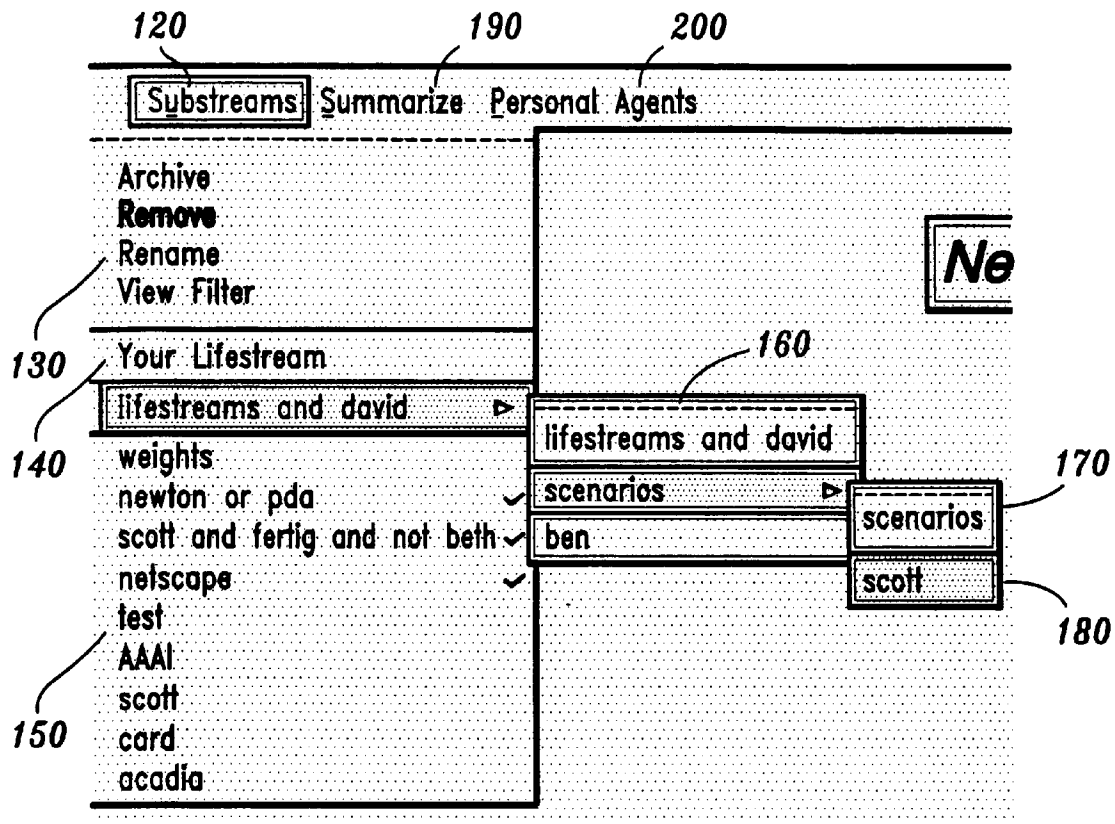 120 190 200
Substreams Summarize Personal Agents
Archive
Remove
Rename
View Filter
Ne
130
Your Lifestream
160
lifestreams and david
lifestreams and david
140
weights
newton or pda
scenarios
170
scenarios
scott and fertig and not beth
ben
netscape
scott
180
test
AAAI
scott
150
card
acadia